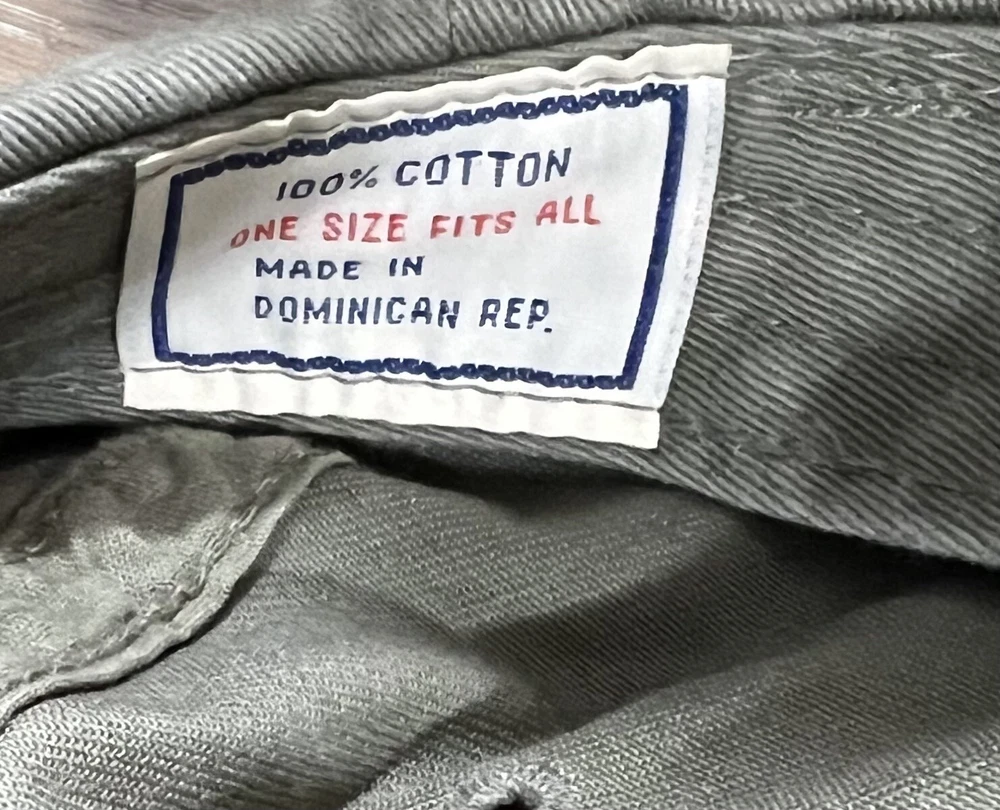 100% COTTON
ONE SIZE FITS ALL
MADE IN
DOMINICAN REP.